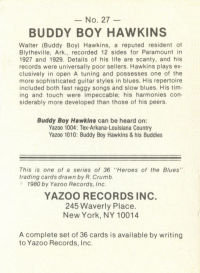 — No. 27 —
BUDDY BOY HAWKINS
Walter (Buddy Boy) Hawkins, a reputed resident of
Blytheville, Ark., recorded 12 sides for Paramount in
1927 and 1929. Details of his life are scanty, and his
records were universally poor sellers. Hawkins plays ex-
clusively in open A tuning and possesses one of the
more sophisticated guitar styles in blues. His repertoire
included both fast raggy songs and slow blues. His tim-
ing and touch were impeccable; his harmonies con-
siderably more developed than those of his peers.
Buddy Boy Hawkins can be heard on:
Yazoo 1004: Tex-Arkana-Louisiana Country
Yazoo 1010: Buddy Boy Hawkins & his Buddies
This is one of a series of 36 "Heroes of the Blues"
trading cards drawn by R. Crumb.
© 1980 by Yazoo Records, Inc.
YAZOO RECORDS INC.
245 Waverly Place.
New York, NY 10014
A complete set of 36 cards is available by writing
to Yazoo Records, Inc.